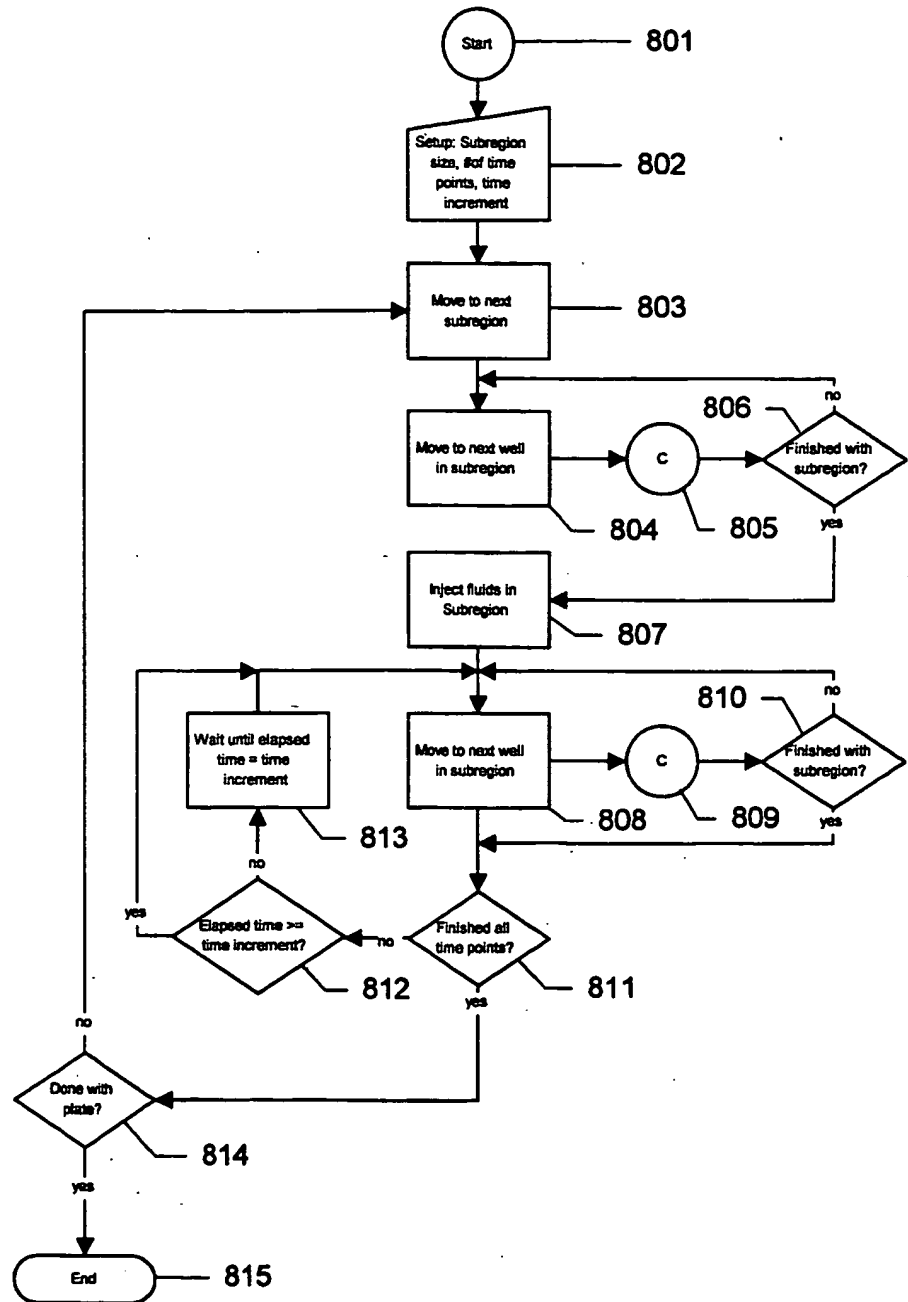 Start
801
Setup: Subregion
size, #of time
points, time
increment
802
Move to next
subregion
803
no
806
Move to next well
in subregion
C
Finished with
subregion?
804
805
yes
Inject fluids in
Subregion
807
no
810
Wait until elapsed
time = time
increment
Move to next well
in subregion
C
Finished with
subregion?
813
808
809
yes
no
yes
Elapsed time >=
time increment?
no
Finished all
time points?
812
811
yes
no
Done with
plate?
814
yes
End
815